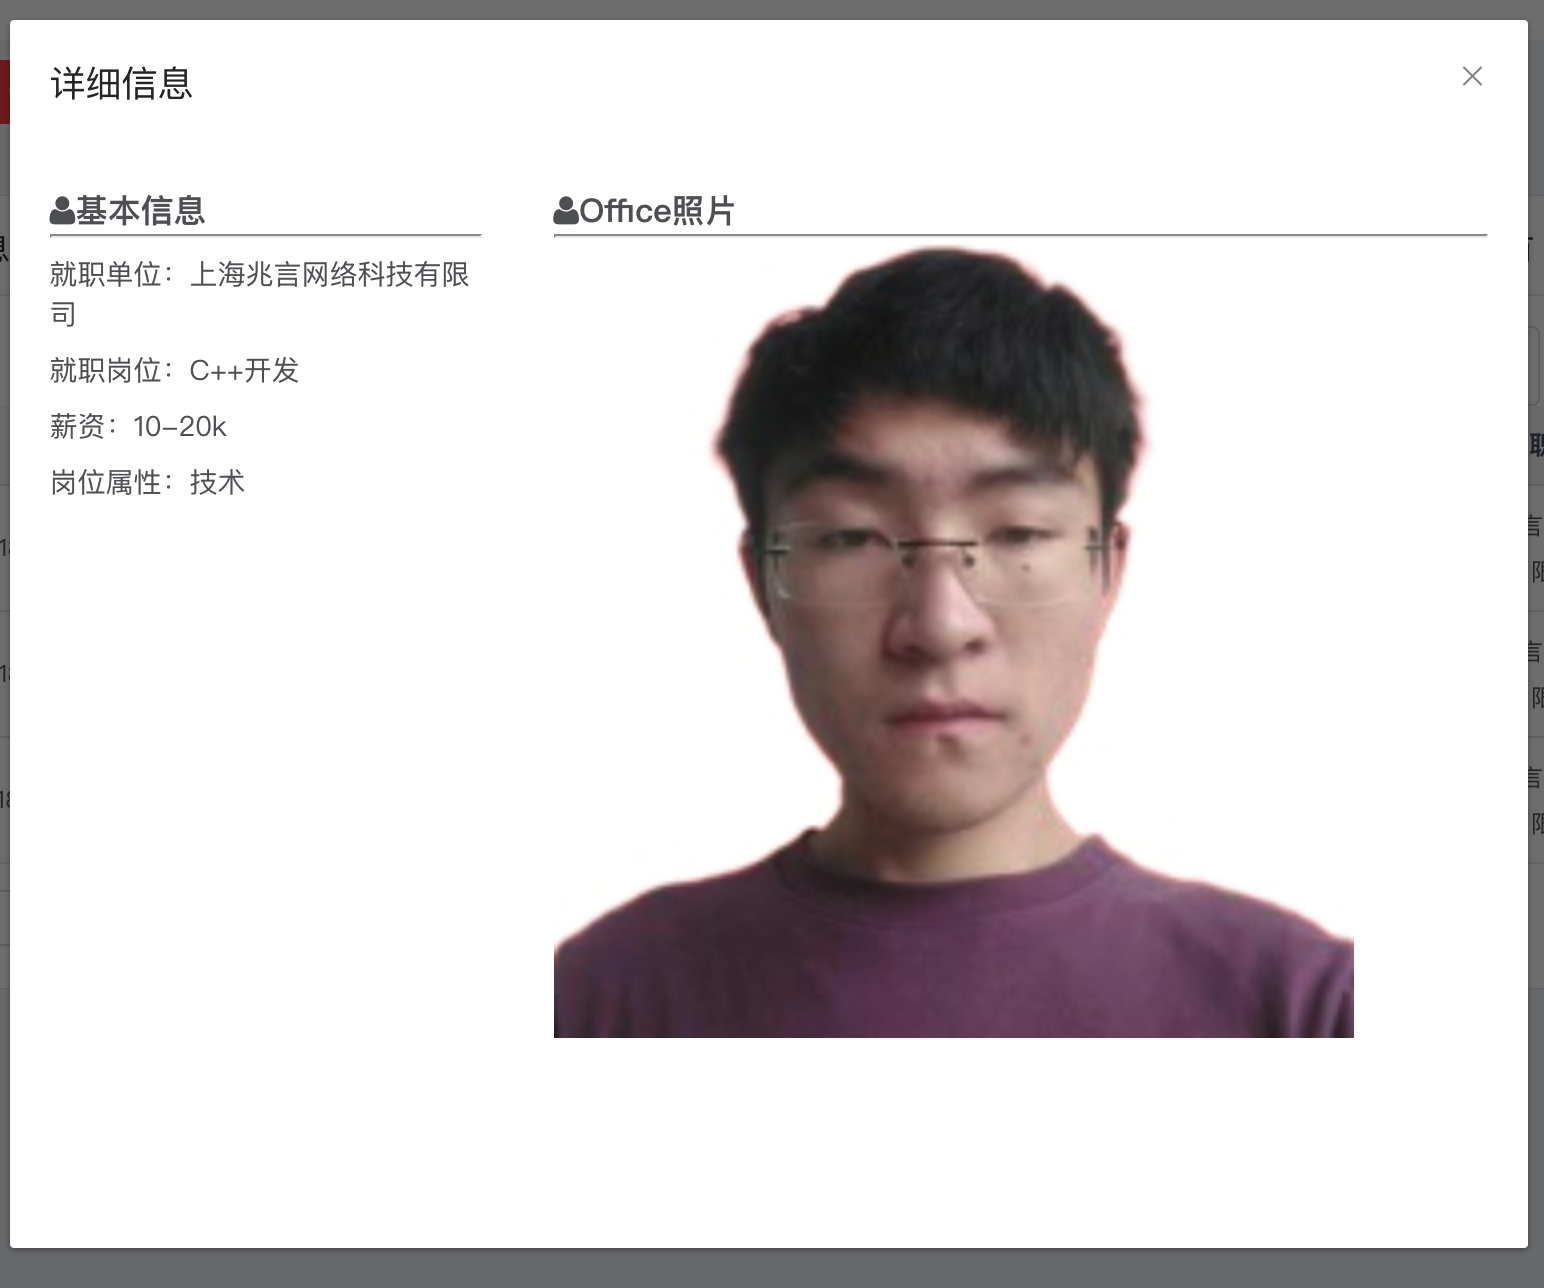 详细信息
基本信息
就职单位：上海兆言网络科技有限
司
就职岗位：C++开发
薪资：10-20k
岗位属性：技术
Office照片